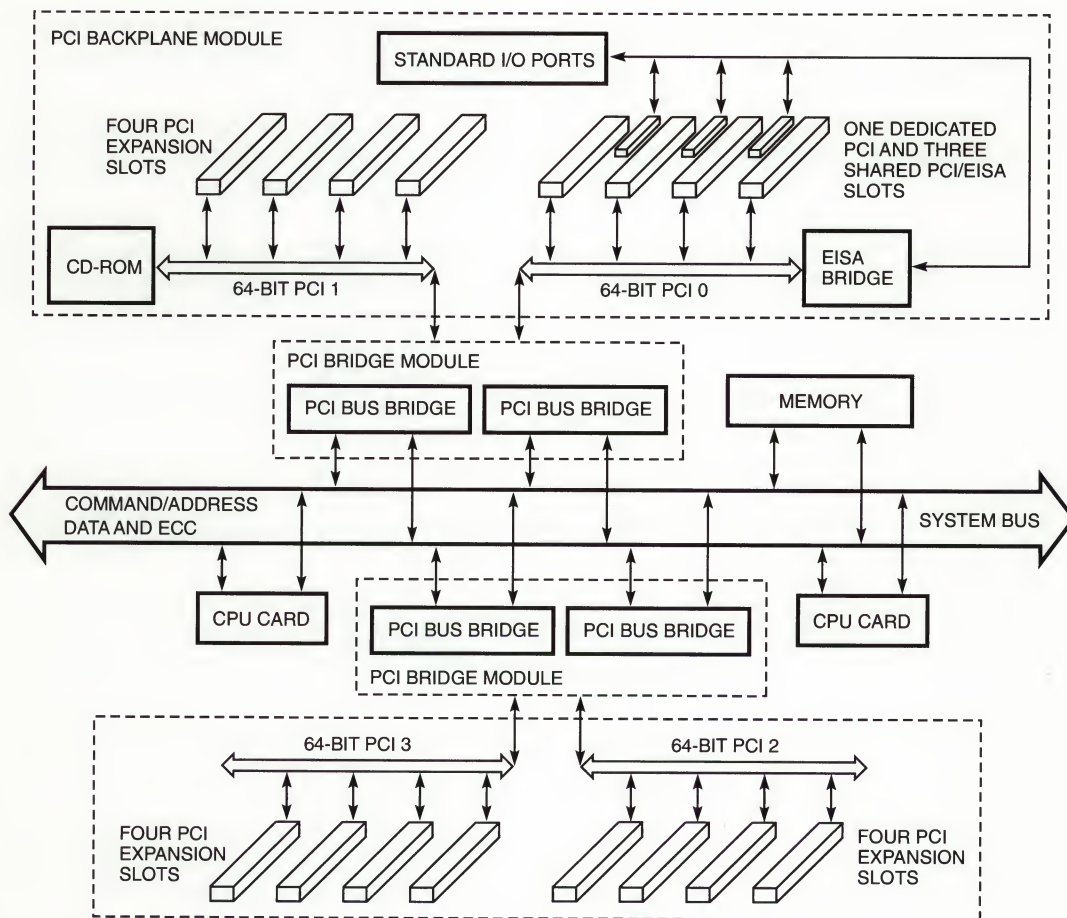 PCI BACKPLANE MODULE
STANDARD I/O PORTS
FOUR PCI
EXPANSION
SLOTS
ONE DEDICATED
PCI AND THREE
SHARED PCI/EISA
SLOTS
CD-ROM
64-BIT PCI 1
64-BIT PCI 0
EISA
BRIDGE
PCI BRIDGE MODULE
PCI BUS BRIDGE
PCI BUS BRIDGE
MEMORY
COMMAND/ADDRESS
DATA AND ECC
SYSTEM BUS
CPU CARD
PCI BUS BRIDGE
PCI BUS BRIDGE
CPU CARD
PCI BRIDGE MODULE
64-BIT PCI 3
64-BIT PCI 2
FOUR PCI
EXPANSION
SLOTS
FOUR PCI
EXPANSION
SLOTS